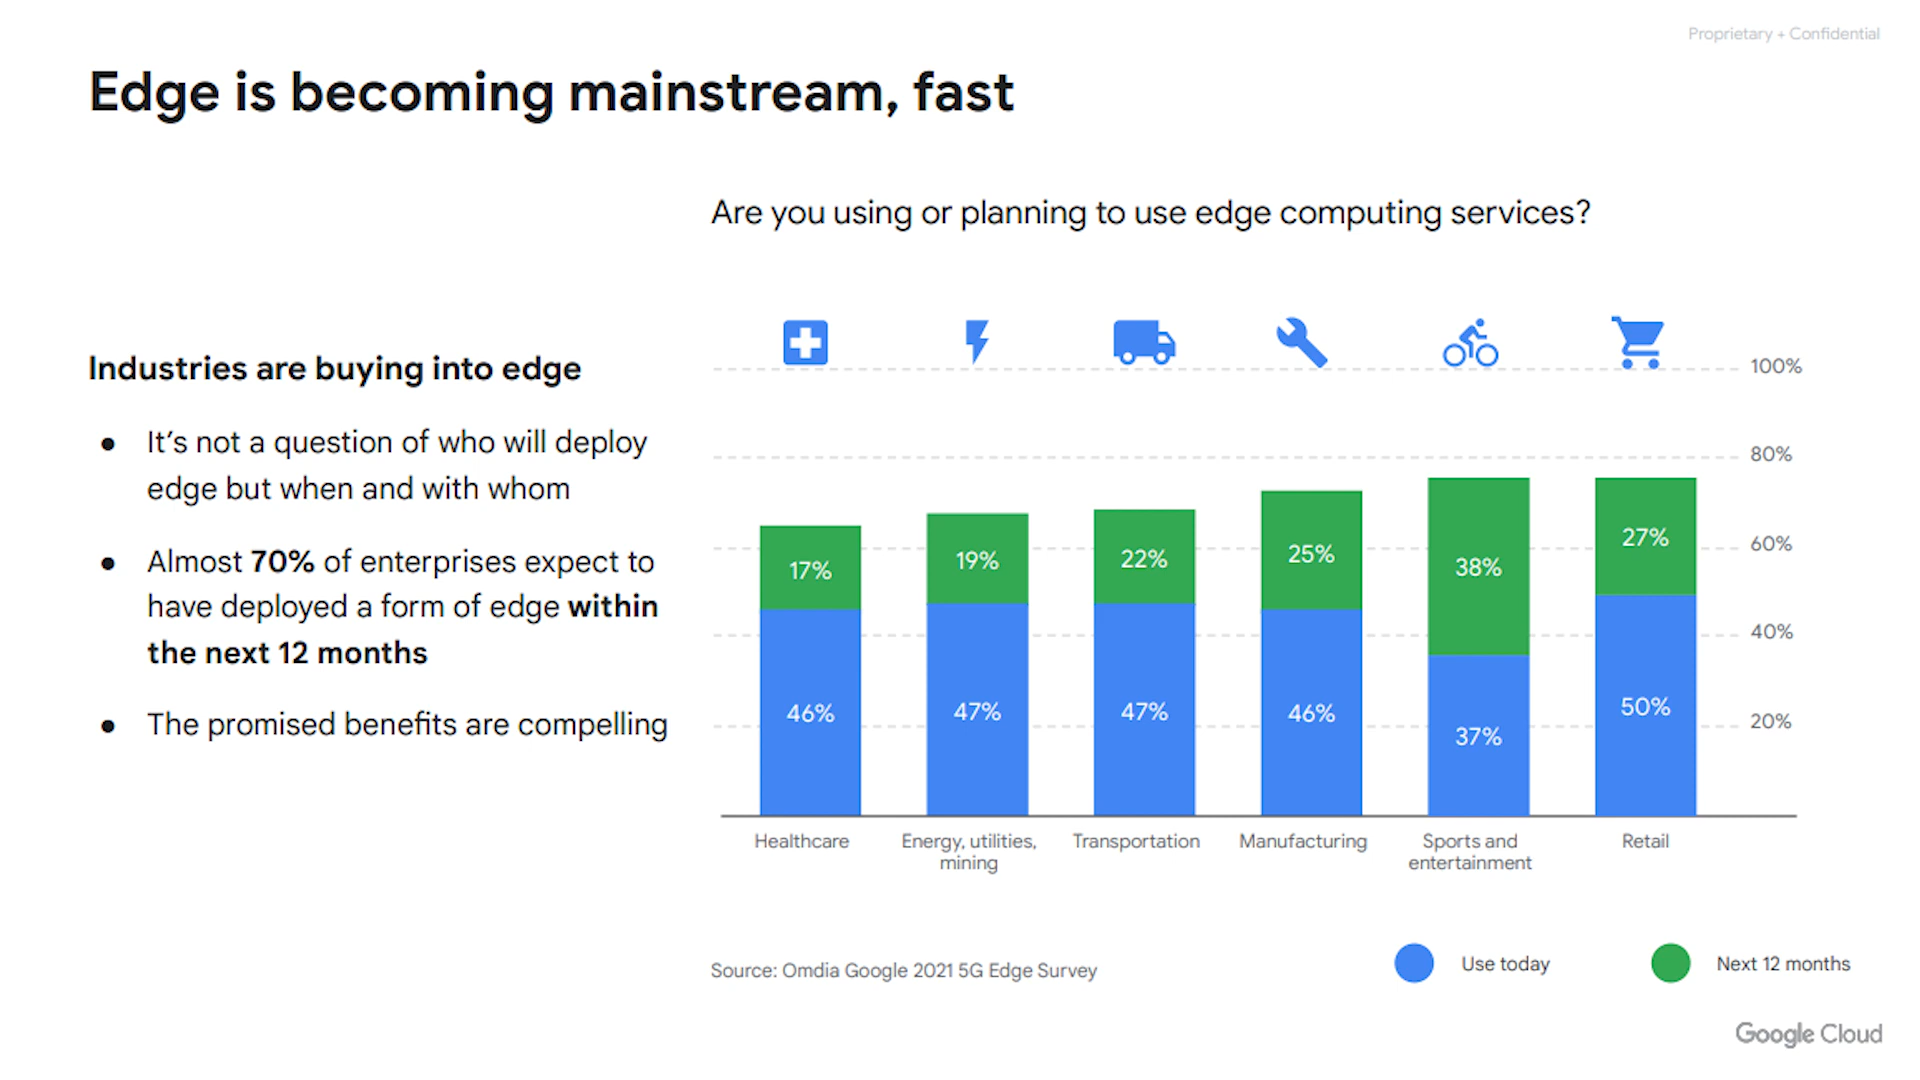 Proprietary + Confidential
Edge is becoming mainstream, fast
Are you using or planning to use edge computing services?
Industries are buying into edge
● It’s not a question of who will deploy
edge but when and with whom
● Almost 70% of enterprises expect to
have deployed a form of edge within
the next 12 months
● The promised benefits are compelling
100%
80%
60%
40%
20%
17%
19%
22%
25%
38%
27%
46%
47%
47%
46%
37%
50%
Healthcare
Energy, utilities,
mining
Transportation
Manufacturing
Sports and
entertainment
Retail
Source: Omdia Google 2021 5G Edge Survey
Use today
Next 12 months
Google Cloud